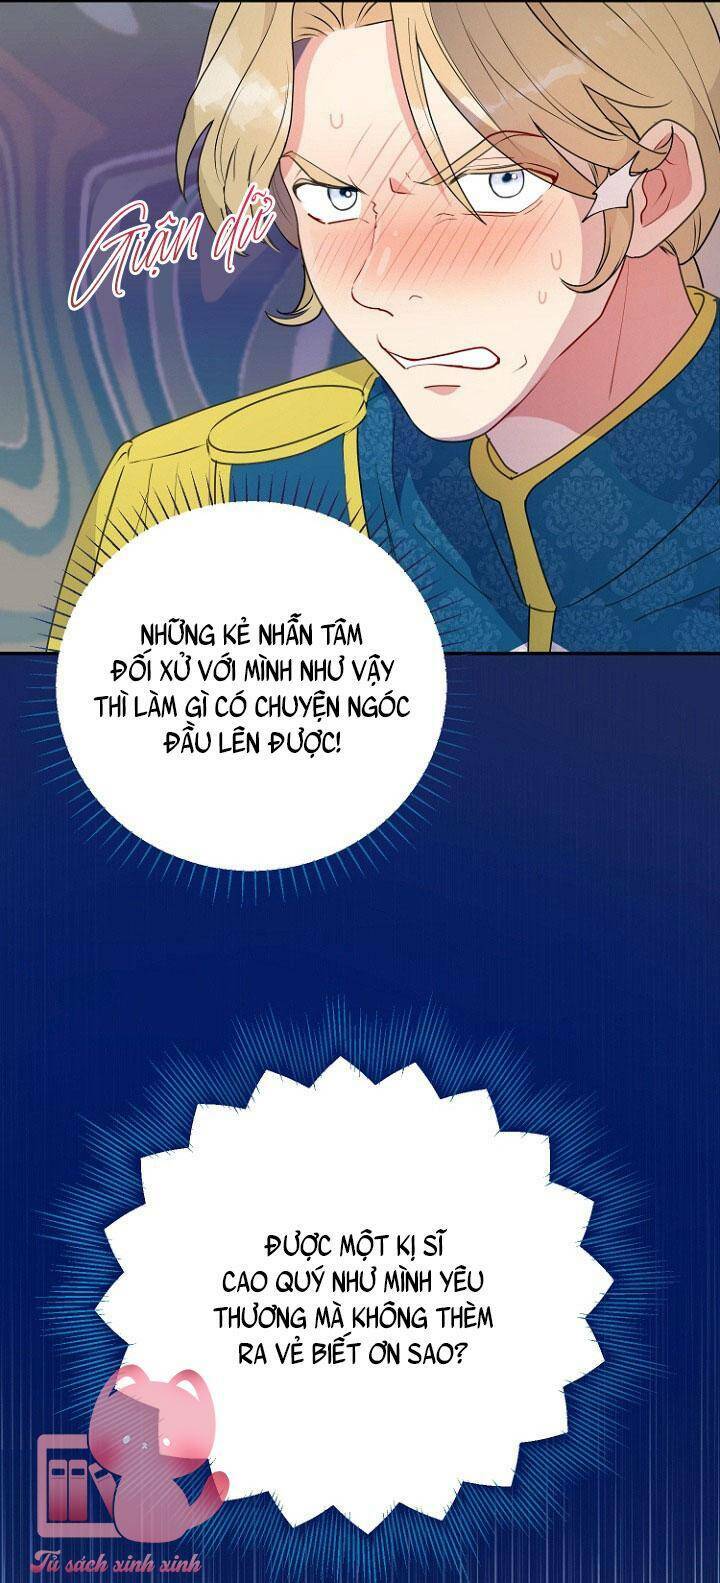 Giận dữ
NHỮNG KẺ NHẪN TÂM
ĐỐI XỬ VỚI MÌNH NHƯ VẬY
THÌ LÀM GÌ CÓ CHUYỆN NGÓC
ĐẦU LÊN ĐƯỢC!
ĐƯỢC MỘT KỊ SĨ
CAO QUÝ NHƯ MÌNH YÊU
THƯƠNG MÀ KHÔNG THÈM
RA VẺ BIẾT ƠN SAO?
Tủ sách xinh xinh